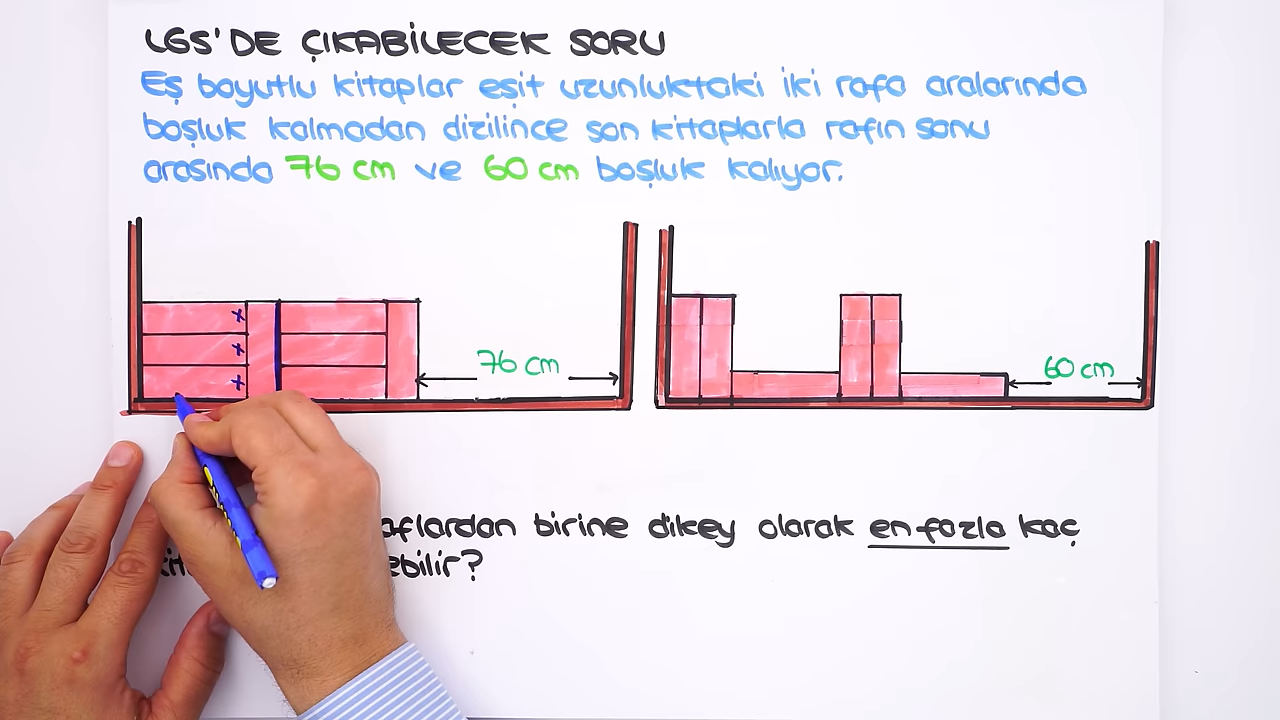 LGS'DE ÇIKABİLECEK SORU
Eş boyutlu kitaplar eşit uzunluktaki iki rafa aralarında
boşluk kalmadan dizilince son kitaplarla rafın sonu
arasında 76 cm ve 60 cm boşluk kalıyor.
x
x
x
76 cm
60 cm
birine dikey olarak en fazla kaç